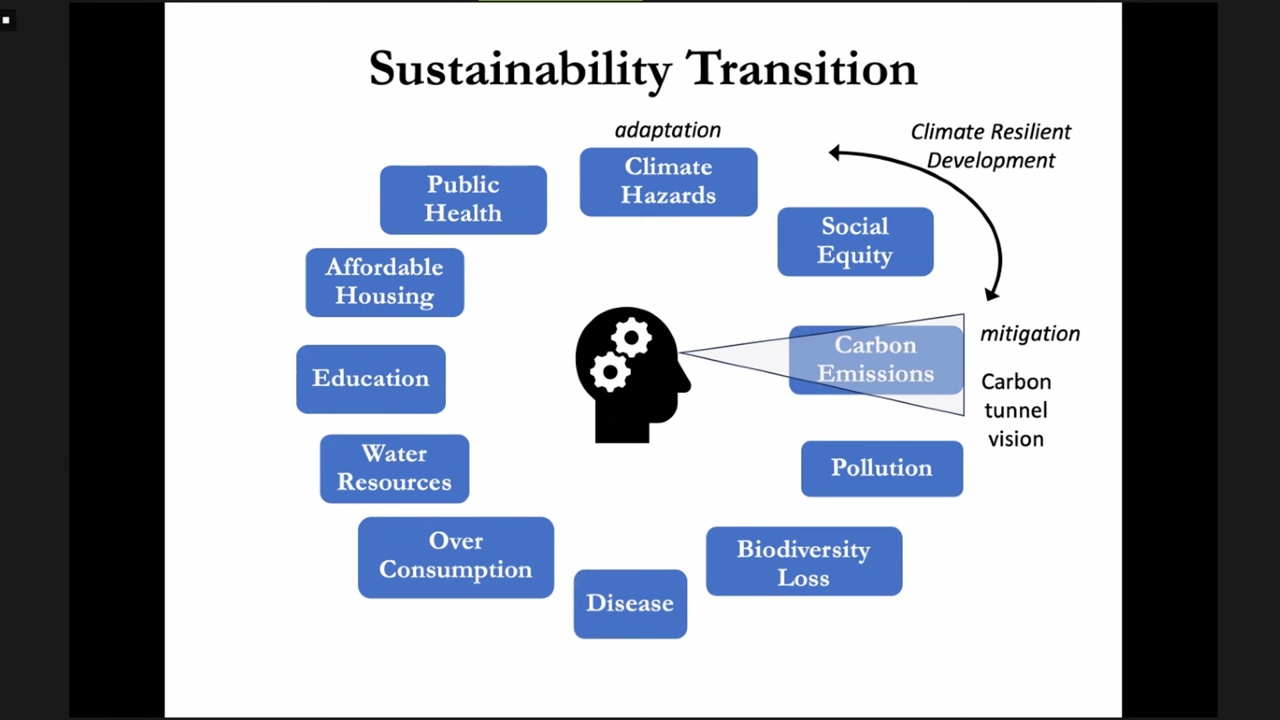 Sustainability Transition
adaptation
Climate
Hazards
Climate Resilient
Development
Public
Health
Social
Equity
Affordable
Housing
Carbon
Emissions
mitigation
Carbon
tunnel
vision
Education
Water
Resources
Pollution
Over
Consumption
Biodiversity
Loss
Disease